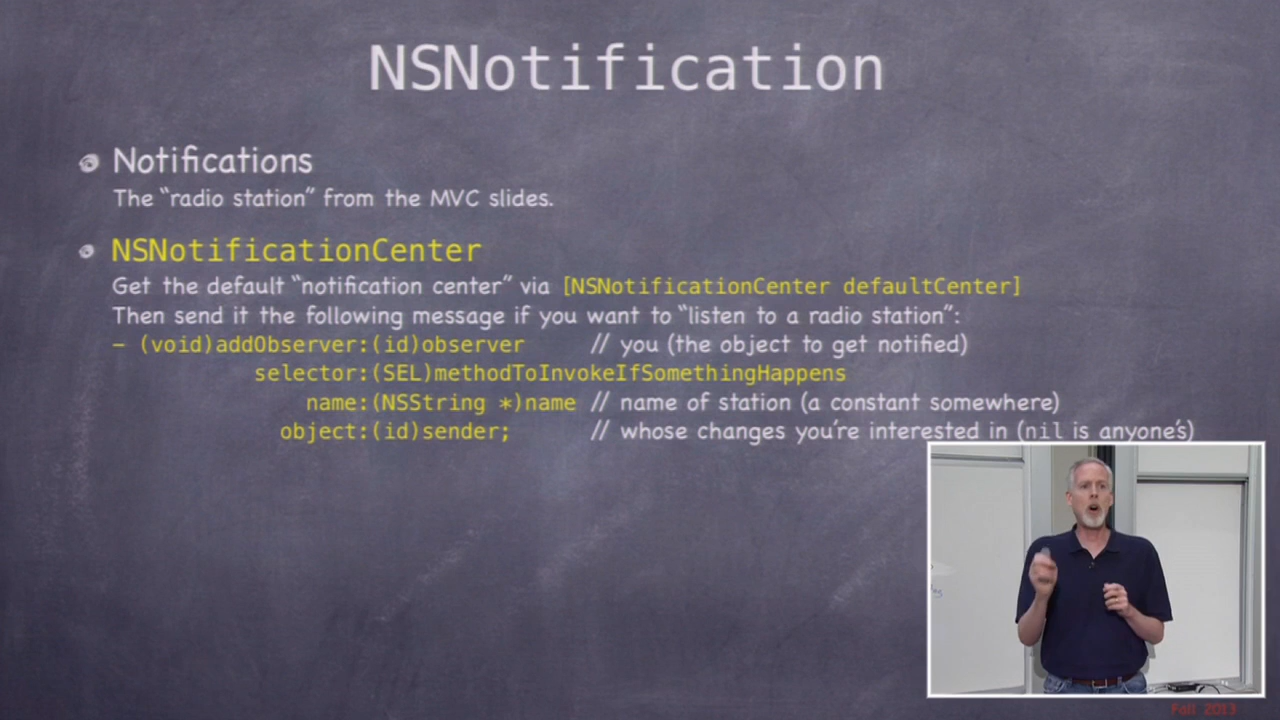 NSNotification
Notifications
The “radio station” from the MVC slides.
NSNotificationCenter
Get the default “notification center” via [NSNotificationCenter defaultCenter]
Then send it the following message if you want to “listen to a radio station”:
– (void)addObserver:(id)observer // you (the object to get notified)
selector:(SEL)methodToInvokeIfSomethingHappens
name:(NSString *)name // name of station (a constant somewhere)
object:(id)sender; // whose changes you’re interested in (nil is anyone’s)
Fall 2013